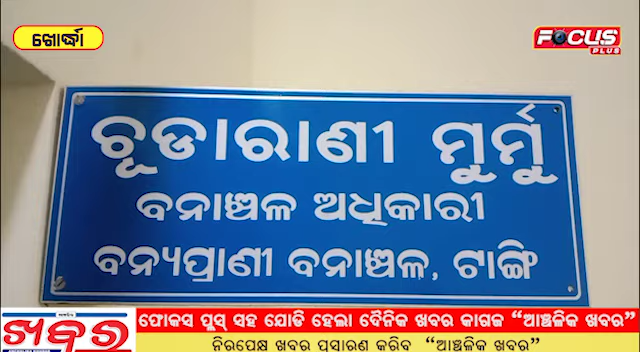 ଖୋର୍ଦ୍ଧା
FOCUS
PLUS
ଚୂଡାରାଣୀ ମୁର୍ମୁ
ବନାଞ୍ଚଳ ଅଧିକାରୀ
ବନ୍ୟପ୍ରାଣୀ ବନାଞ୍ଚଳ, ଟାଙ୍ଗି
ଖବର
ଫୋକସ ପ୍ଲସ୍ ସହ ଯୋଡି ହେଲା ଦୈନିକ ଖବର କାଗଜ “ଆଞ୍ଚଳିକ ଖବର”
ନିରପେକ୍ଷ ଖବର ପ୍ରସାରଣ କରିବ “ଆଞ୍ଚଳିକ ଖବର”